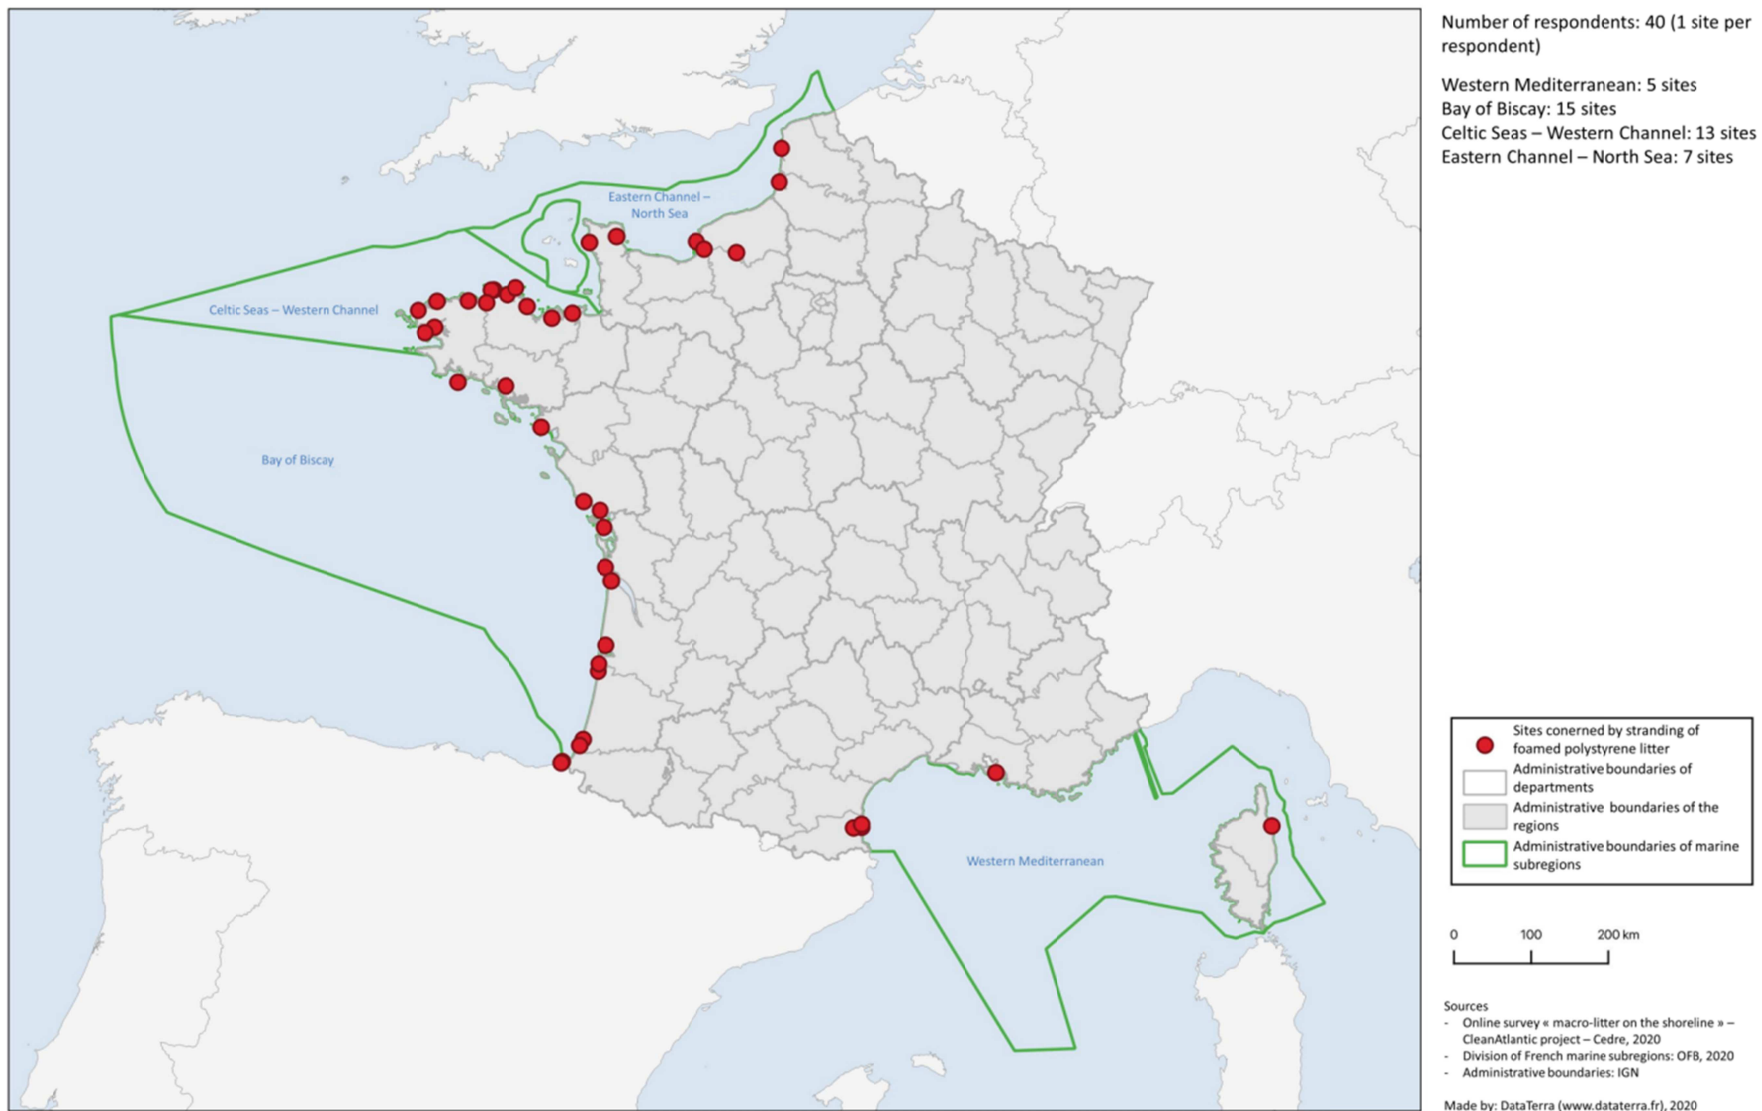 Number of respondents: 40 (1 site per
respondent)
Western Mediterranean: 5 sites
Bay of Biscay: 15 sites
Celtic Seas – Western Channel: 13 sites
Eastern Channel – North Sea: 7 sites
Eastern Channel –
North Sea
Celtic Seas – Western Channel
Bay of Biscay
Western Mediterranean
Sites conerned by stranding of
foamed polystyrene litter
Administrative boundaries of
departments
Administrative boundaries of the
regions
Administrative boundaries of marine
subregions
0 100 200 km
Sources
- Online survey « macro-litter on the shoreline » –
CleanAtlantic project – Cedre, 2020
- Division of French marine subregions: OFB, 2020
- Administrative boundaries: IGN
Made by: DataTerra (www.dataterra.fr), 2020